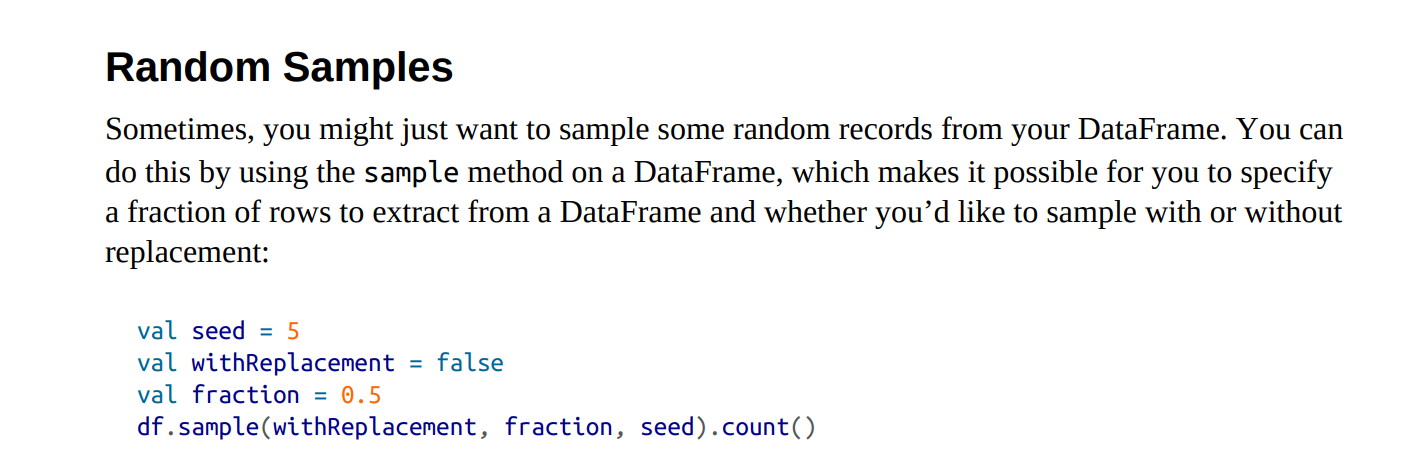 Random Samples
Sometimes, you might just want to sample some random records from your DataFrame. You can
do this by using the sample method on a DataFrame, which makes it possible for you to specify
a fraction of rows to extract from a DataFrame and whether you’d like to sample with or without
replacement:
val seed = 5
val withReplacement = false
val fraction = 0.5
df.sample(withReplacement, fraction, seed).count()